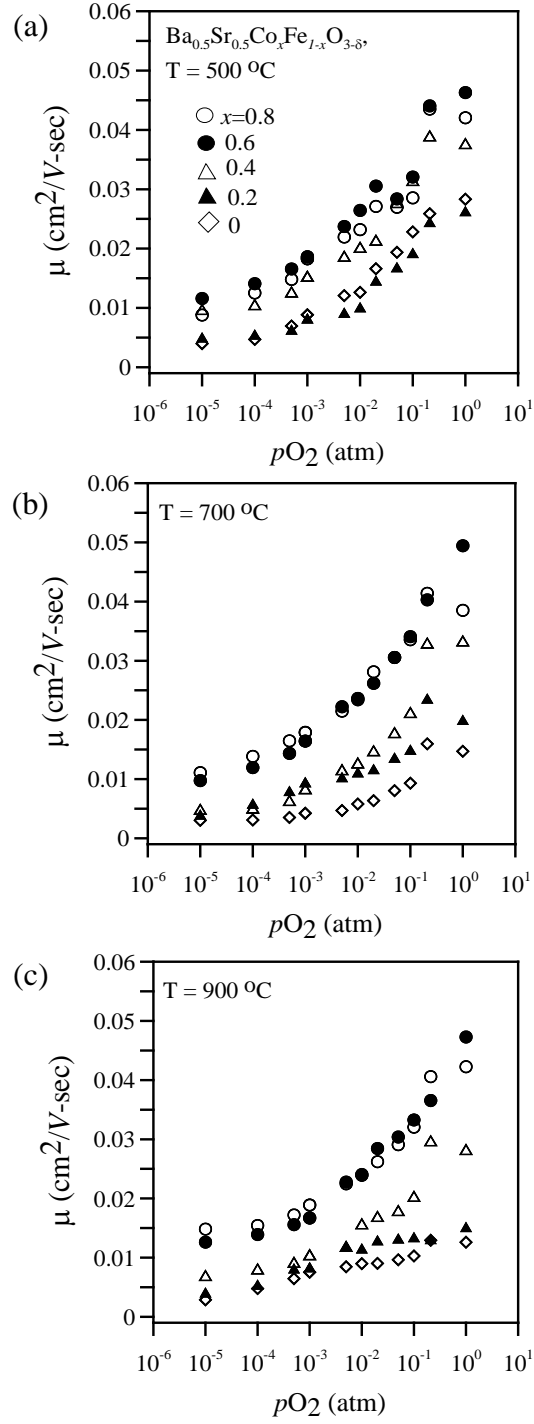 (a)
Ba0.5Sr0.5CoxFe1-xO3-δ,
T = 500 °C
x=0.8
0.6
0.4
0.2
0
0.06
0.05
0.04
0.03
0.02
0.01
0
μ (cm²/V-sec)
10⁻⁶ 10⁻⁵ 10⁻⁴ 10⁻³ 10⁻² 10⁻¹ 10⁰ 10¹
pO2 (atm)
(b)
T = 700 °C
0.06
0.05
0.04
0.03
0.02
0.01
0
μ (cm²/V-sec)
10⁻⁶ 10⁻⁵ 10⁻⁴ 10⁻³ 10⁻² 10⁻¹ 10⁰ 10¹
pO2 (atm)
(c)
T = 900 °C
0.06
0.05
0.04
0.03
0.02
0.01
0
μ (cm²/V-sec)
10⁻⁶ 10⁻⁵ 10⁻⁴ 10⁻³ 10⁻² 10⁻¹ 10⁰ 10¹
pO2 (atm)